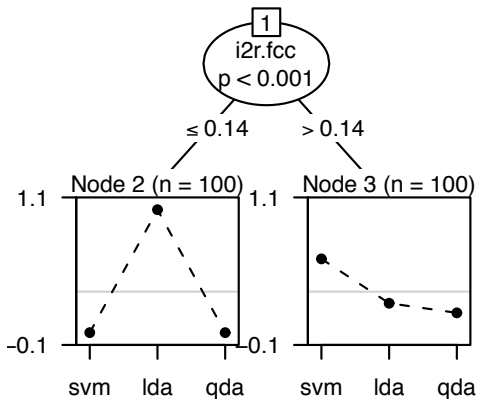 1
i2r.fcc
p < 0.001
≤ 0.14 > 0.14
Node 2 (n = 100) Node 3 (n = 100)
1.1 1.1
−0.1 −0.1
svm lda qda svm lda qda